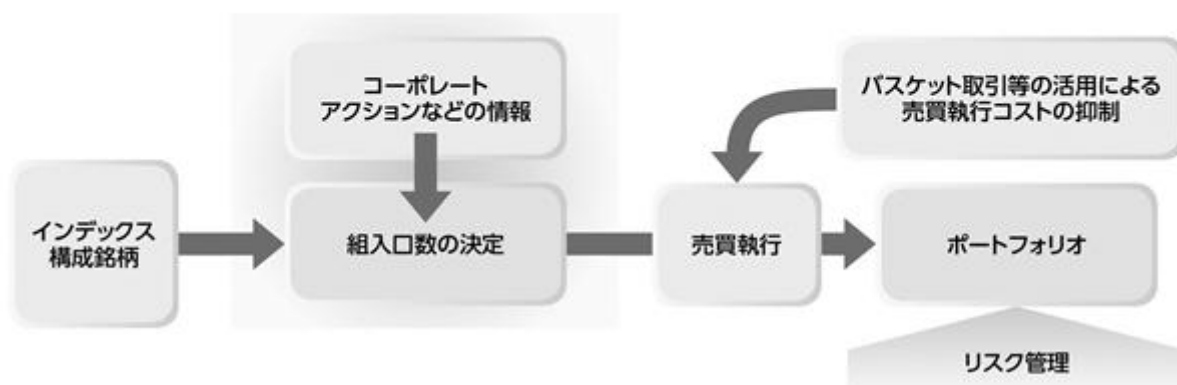 コーポレート
アクションなどの情報
バスケット取引等の活用による
売買執行コストの抑制
インデックス
構成銘柄
組入口数の決定
売買執行
ポートフォリオ
リスク管理